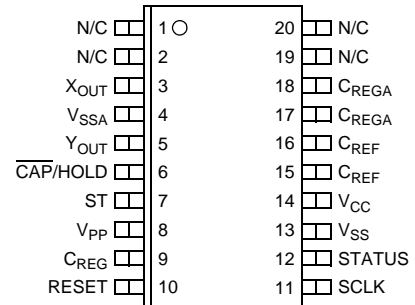 N/C 1 20 N/C
N/C 2 19 N/C
XOUT 3 18 CREGA
VSSA 4 17 CREGA
YOUT 5 16 CREF
CAP/HOLD 6 15 CREF
ST 7 14 VCC
VPP 8 13 VSS
CREG 9 12 STATUS
RESET 10 11 SCLK